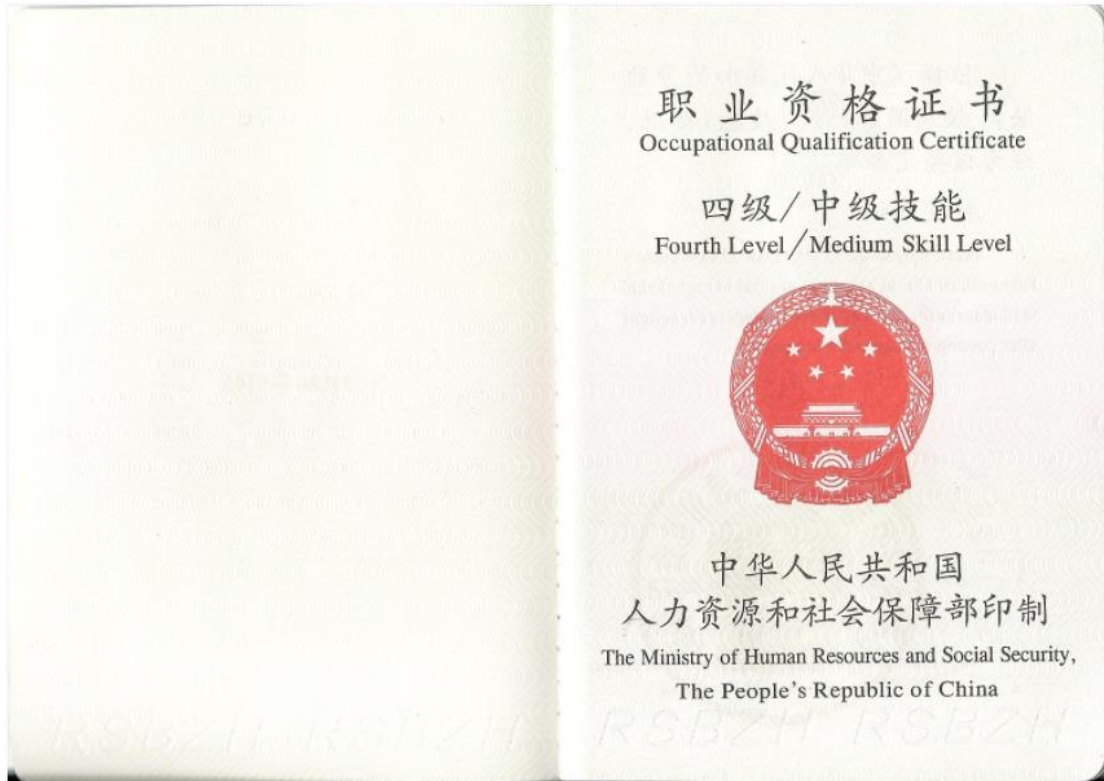 职业资格证书
Occupational Qualification Certificate
四级/中级技能
Fourth Level/Medium Skill Level
中华人民共和国
人力资源和社会保障部印制
The Ministry of Human Resources and Social Security,
The People's Republic of China
RSBZH RSBZH RSBZH RSBZH